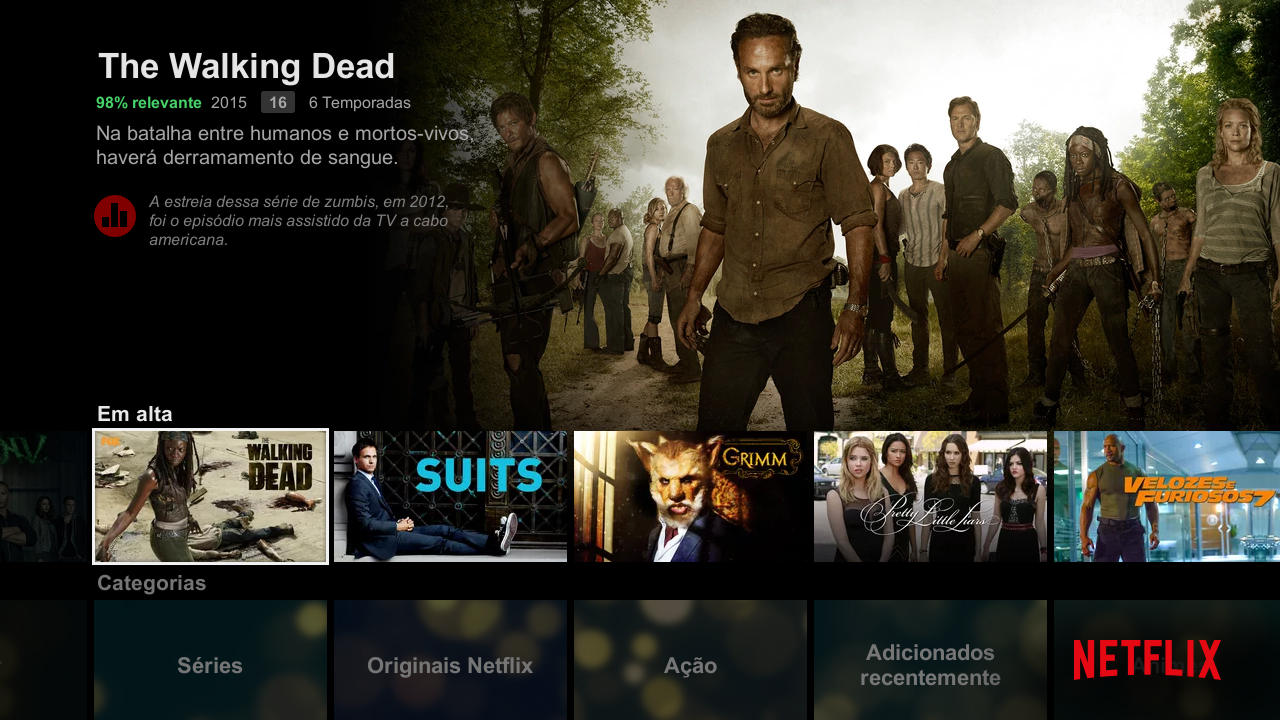 The Walking Dead
98% relevante 2015 16 6 Temporadas
Na batalha entre humanos e mortos-vivos,
haverá derramamento de sangue.
A estreia dessa série de zumbis, em 2012,
foi o episódio mais assistido da TV a cabo
americana.
Em alta
THE
WALKING
DEAD
SUITS
GRIMM
Pretty Little Liars
VELOZES E
FURIOSOS 7
Categorias
Séries
Originais Netflix
Ação
Adicionados
recentemente
NETFLIX